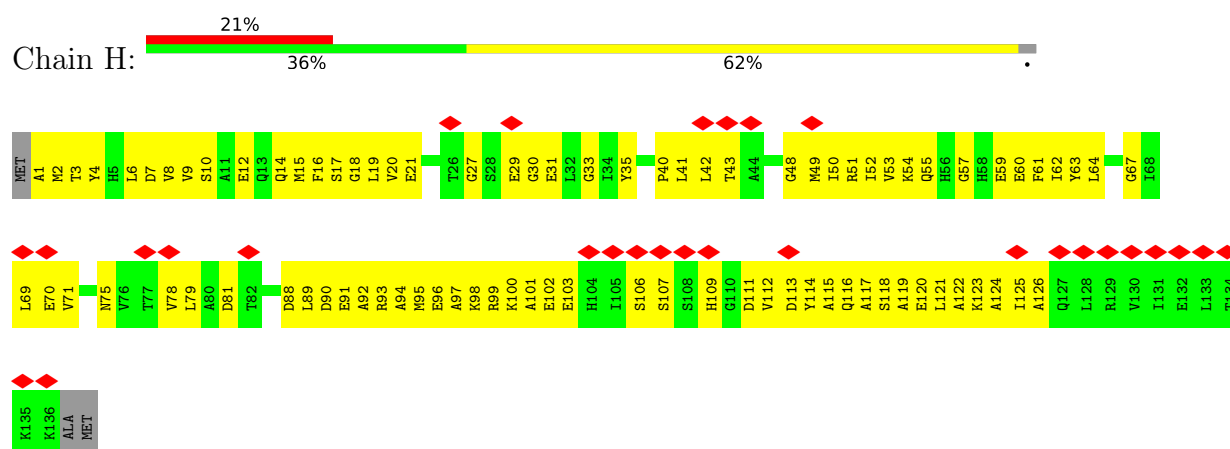 21%
Chain H:
36% 62% •
MET A1 M2 T3 Y4 H5 L6 D7 V8 V9 S10 A11 E12 Q13 Q14 M15 F16 S17 G18 L19 V20 E21 T26 G27 S28 E29 G30 E31 L32 G33 I34 Y35 P40 L41 L42 T43 A44 G48 M49 I50 R51 I52 V53 K54 Q55 H56 G57 H58 E59 E60 F61 I62 Y63 L64 G67 I68
L69 E70 V71 N75 V76 T77 V78 L79 A80 D81 T82 D88 L89 D90 E91 A92 R93 A94 M95 E96 A97 K98 R99 K100 A101 E102 E103 H104 I105 S106 S107 S108 H109 G110 D111 V112 D113 Y114 A115 Q116 A117 S118 A119 E120 L121 A122 K123 A124 I125 A126 Q127 L128 R129 V130 I131 E132 L133 T134
K135 K136 ALA MET